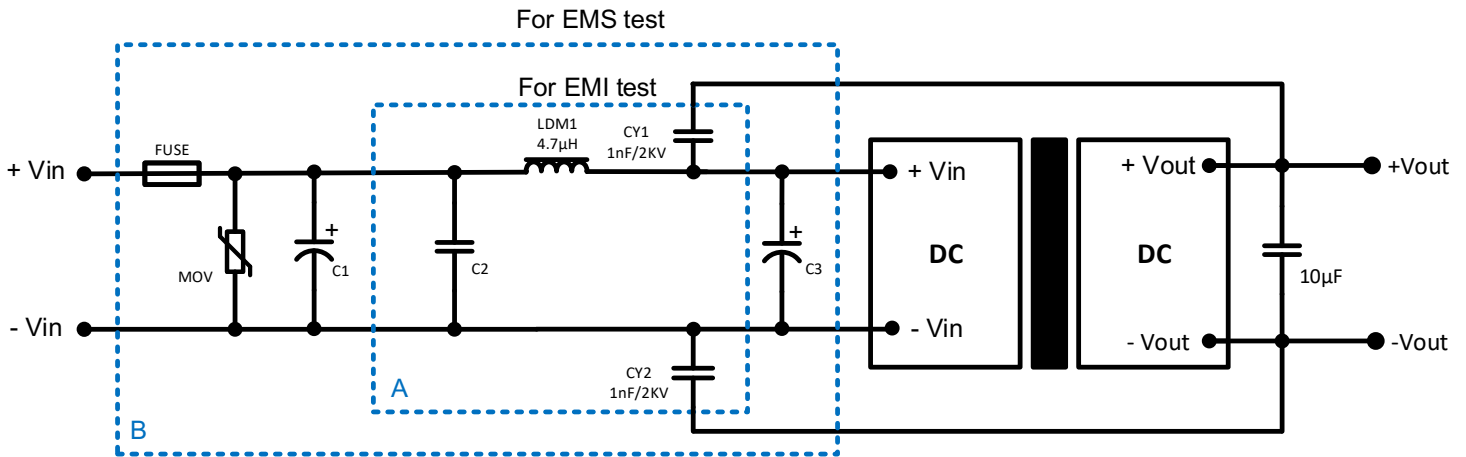 For EMS test
For EMI test
FUSE
LDM1
4.7µH
CY1
1nF/2KV
+ Vin
+ Vin
+ Vout
+Vout
MOV
+
C1
C2
+
C3
DC
DC
10µF
- Vin
- Vin
- Vout
-Vout
CY2
1nF/2KV
A
B